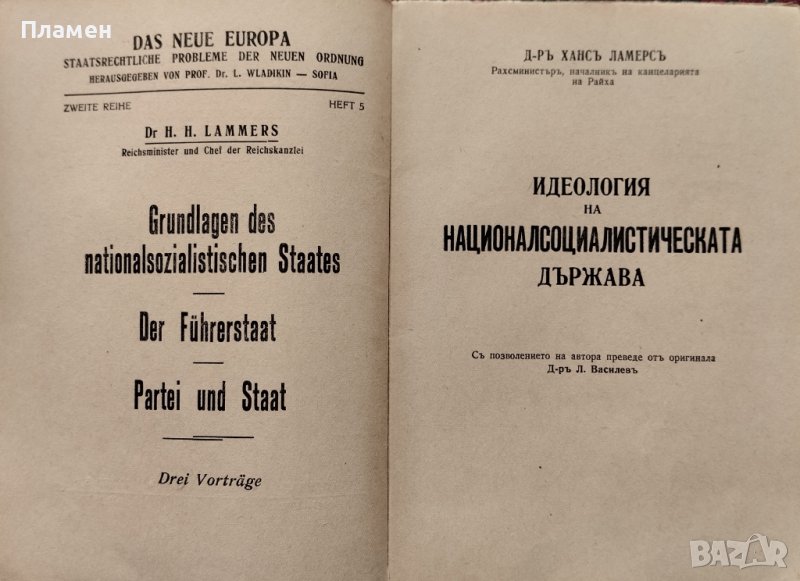 Пламен
DAS NEUE EUROPA
STAATSRECHTLICHE PROBLEME DER NEUEN ORDNUNG
HERAUSGEGEBEN VON PROF. Dr. L. WLADIKIN — SOFIA
ZWEITE REIHE HEFT 5
Dr H. H. LAMMERS
Reichsminister und Chef der Reichskanzlei
Grundlagen des
nationalsozialistischen Staates
Der Führerstaat
Partei und Staat
Drei Vorträge
Д-РЪ ХАНСЪ ЛАМЕРСЪ
Рахсминистъръ, началникъ на канцеларията
на Райха
ИДЕОЛОГИЯ
НА
НАЦИОНАЛСОЦИАЛИСТИЧЕСКАТА
ДЪРЖАВА
Съ позволението на автора преведе отъ оригинала
Д-ръ Л. Василевъ
BAZAR